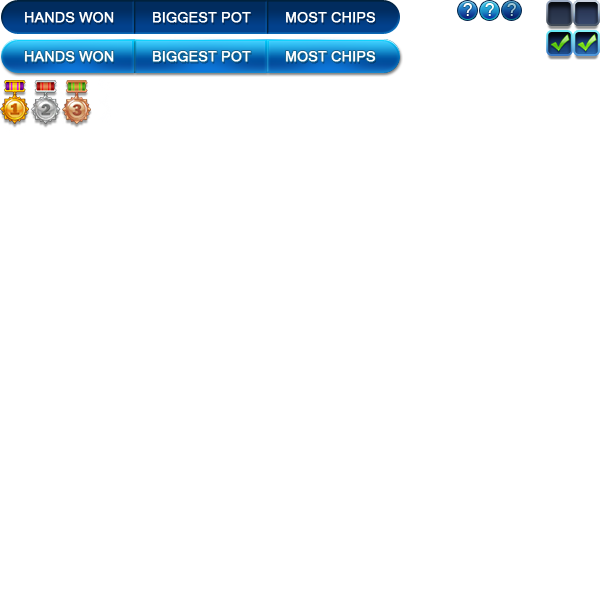 HANDS WON BIGGEST POT MOST CHIPS
? ? ?
HANDS WON BIGGEST POT MOST CHIPS
1 2 3